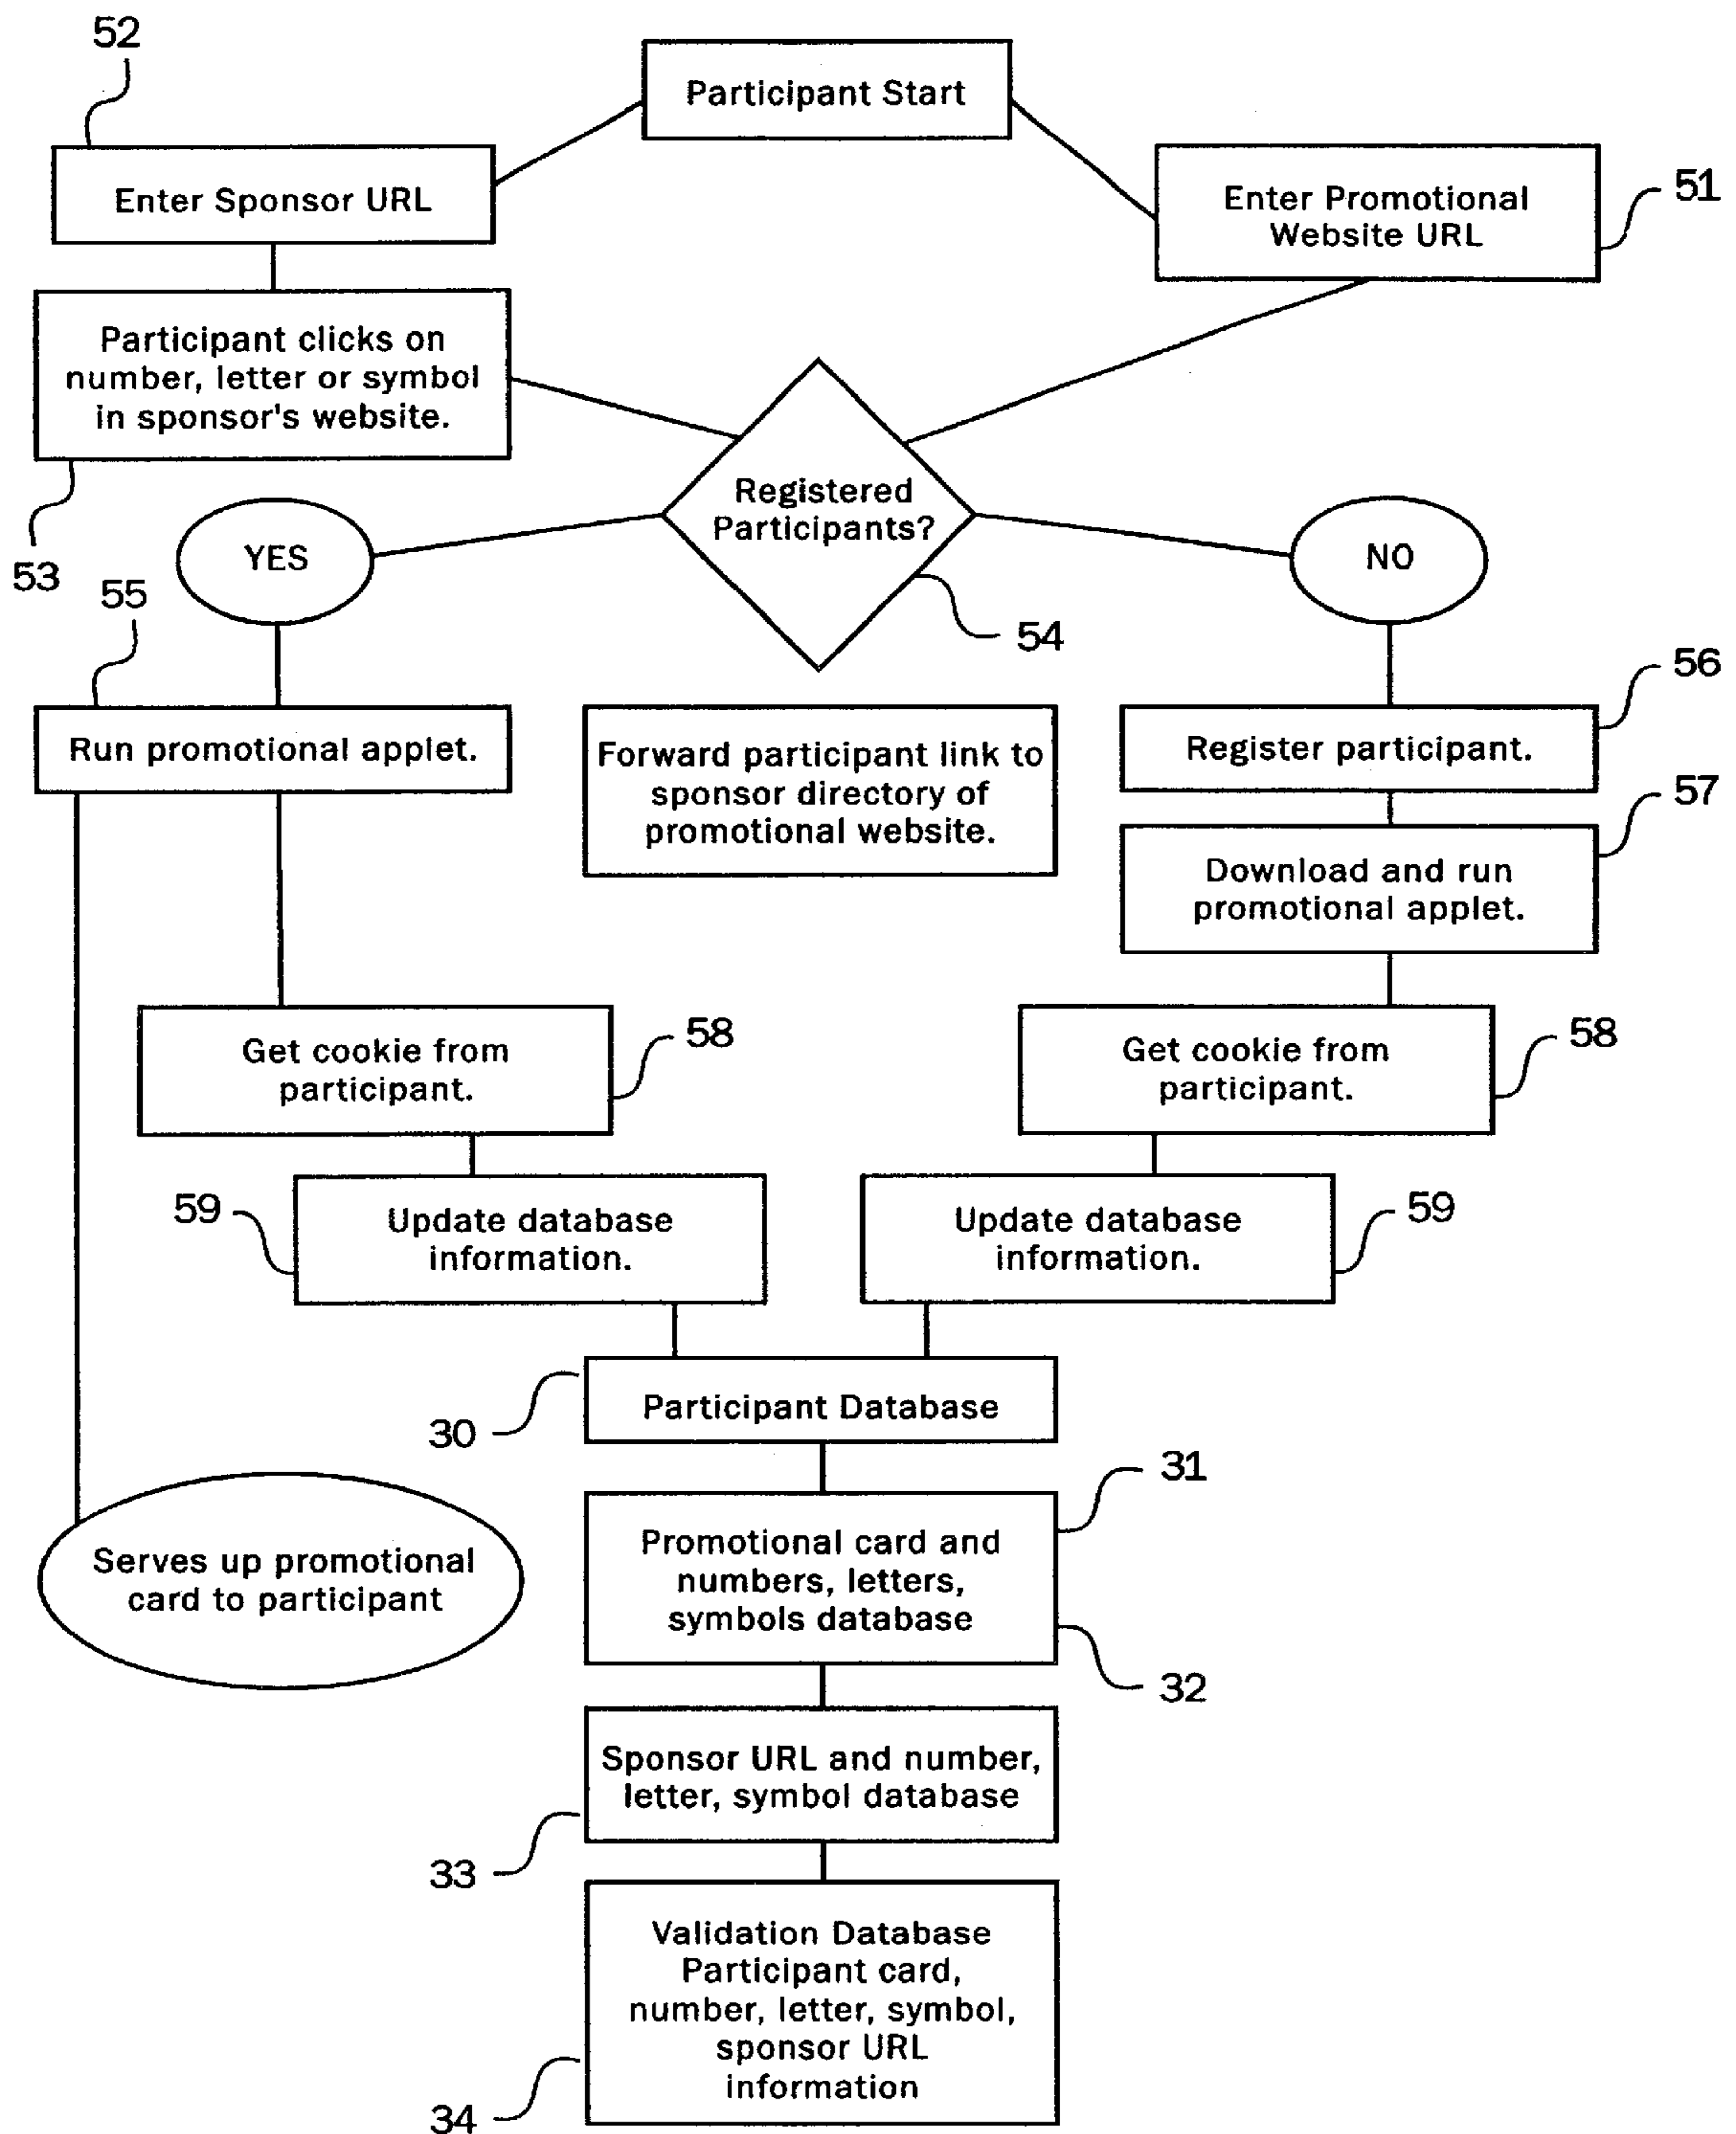 52
Participant Start
Enter Sponsor URL
Enter Promotional
Website URL
51
Participant clicks on
number, letter or symbol
in sponsor's website.
53
Registered
Participants?
54
YES
NO
55
56
Run promotional applet.
Forward participant link to
sponsor directory of
promotional website.
Register participant.
57
Download and run
promotional applet.
Get cookie from
participant.
58
Get cookie from
participant.
58
59
Update database
information.
Update database
information.
59
Participant Database
30
31
Serves up promotional
card to participant
Promotional card and
numbers, letters,
symbols database
32
Sponsor URL and number,
letter, symbol database
33
Validation Database
Participant card,
number, letter, symbol,
sponsor URL
information
34